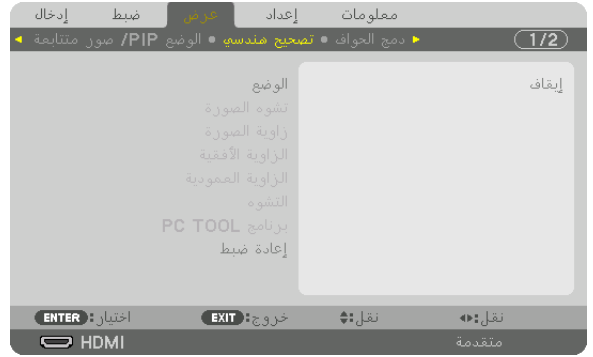 إدخال ضبط عرض إعداد معلومات
دمج الحواف • تصحيح هندسي • الوضع PIP/ صور متتابعة (1/2)
الوضع إيقاف
تشوه الصورة
زاوية الصورة
الزاوية الأفقية
الزاوية العمودية
التشوه
برنامج PC TOOL
إعادة ضبط
ENTER :اختيار EXIT :خروج نقل: نقل:
HDMI متقدمة